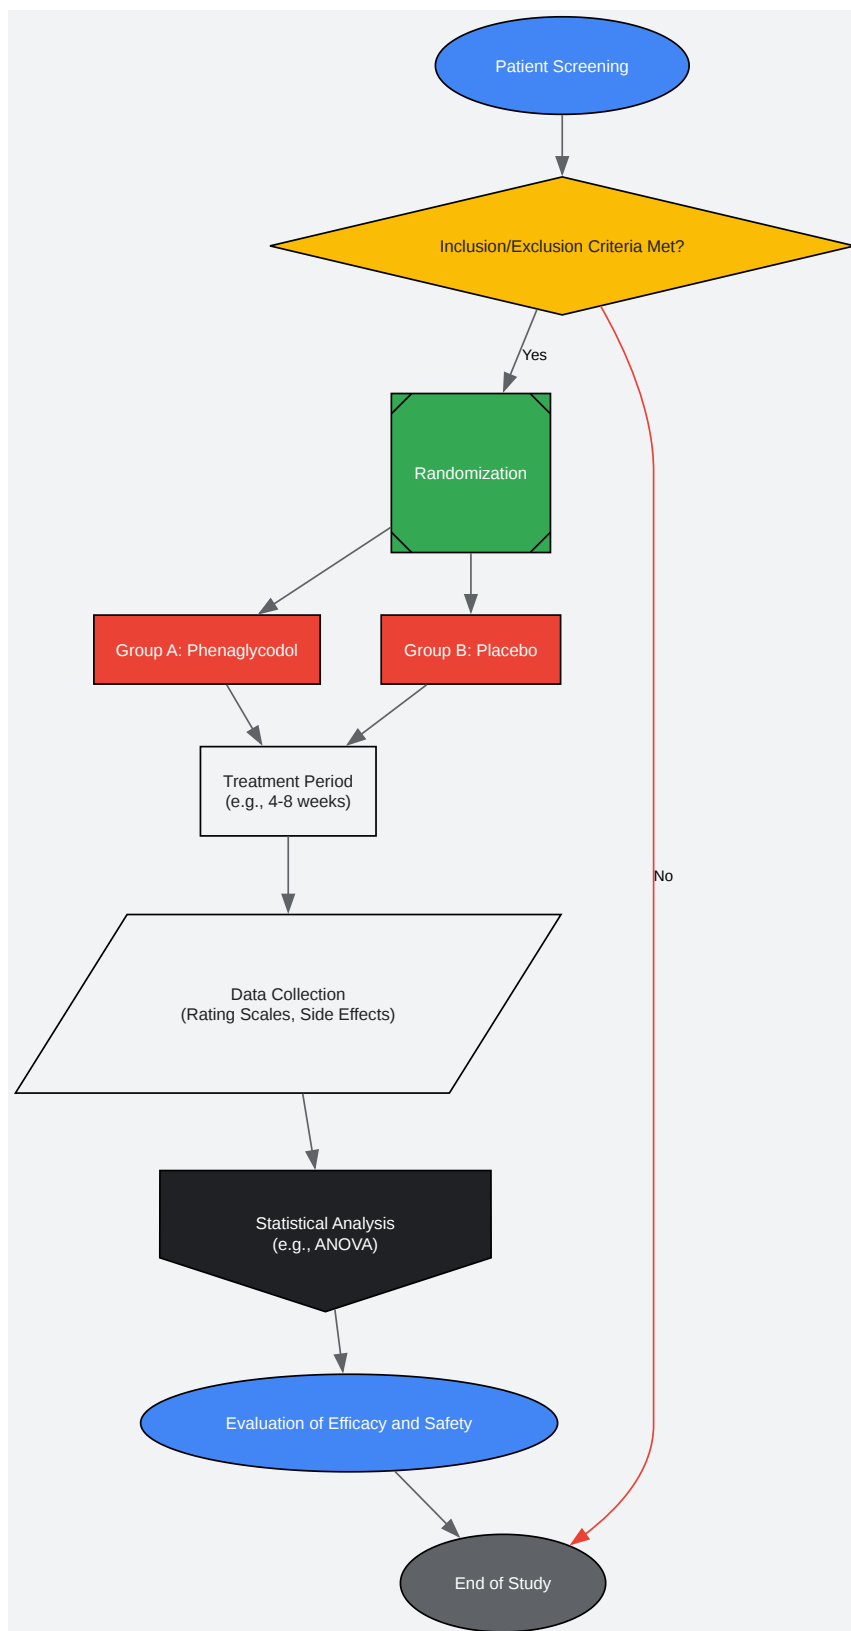 Patient Screening
Inclusion/Exclusion Criteria Met?
Yes
Randomization
Group A: Phenaglycodol
Group B: Placebo
Treatment Period
(e.g., 4-8 weeks)
No
Data Collection
(Rating Scales, Side Effects)
Statistical Analysis
(e.g., ANOVA)
Evaluation of Efficacy and Safety
End of Study